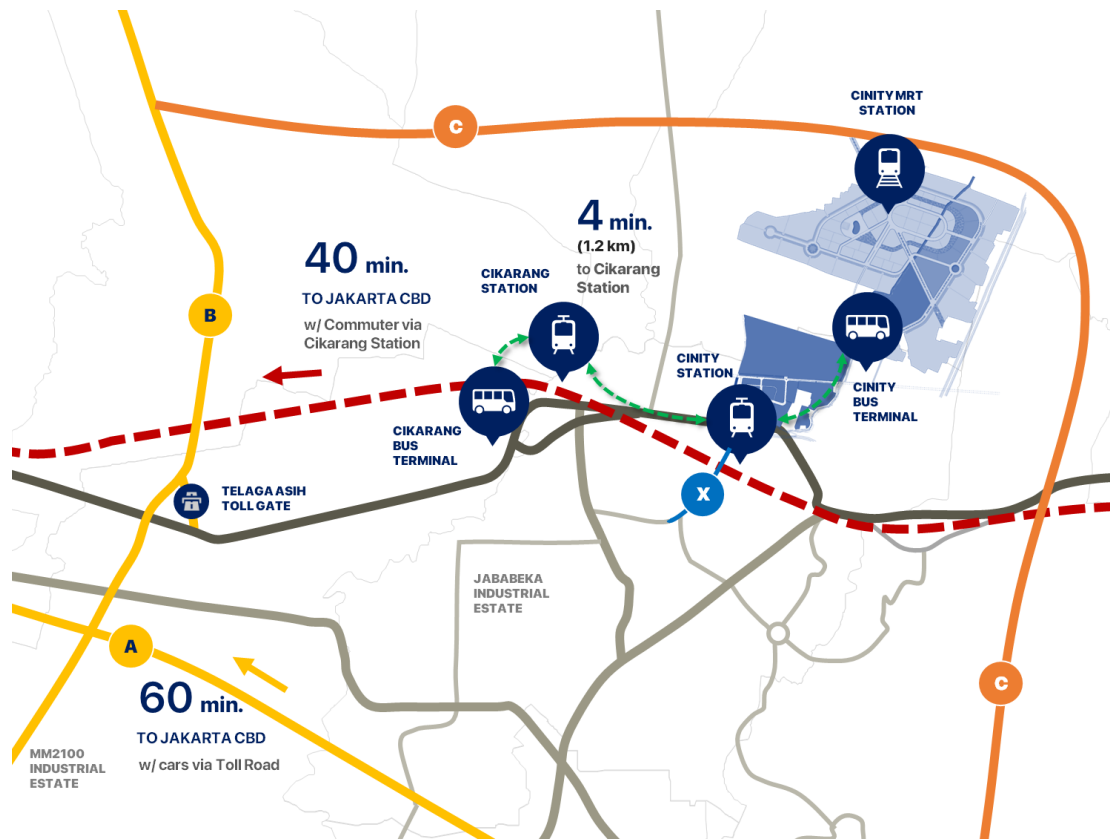 CINITY MRT
STATION
C
4 min.
(1.2 km)
to Cikarang
Station
40 min.
TO JAKARTA CBD
w/ Commuter via
Cikarang Station
CIKARANG
STATION
B
CINITY
STATION
CINITY
BUS
TERMINAL
CIKARANG
BUS
TERMINAL
TELAGA ASIH
TOLL GATE
X
JABABEKA
INDUSTRIAL
ESTATE
A
C
60 min.
TO JAKARTA CBD
w/ cars via Toll Road
MM2100
INDUSTRIAL
ESTATE